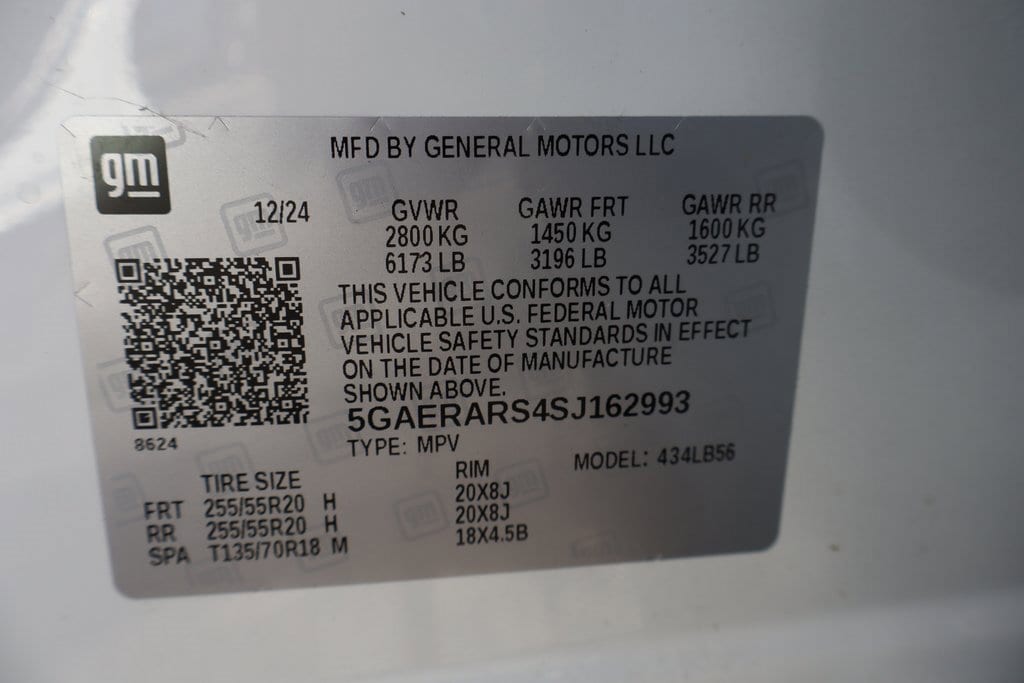 gm
MFD BY GENERAL MOTORS LLC
12/24 GVWR GAWR FRT GAWR RR
2800 KG 1450 KG 1600 KG
6173 LB 3196 LB 3527 LB
THIS VEHICLE CONFORMS TO ALL
APPLICABLE U.S. FEDERAL MOTOR
VEHICLE SAFETY STANDARDS IN EFFECT
ON THE DATE OF MANUFACTURE
SHOWN ABOVE.
5GAERARS4SJ162993
8624
TYPE: MPV
MODEL: 434LB56
TIRE SIZE RIM
FRT 255/55R20 H 20X8J
RR 255/55R20 H 20X8J
SPA T135/70R18 M 18X4.5B